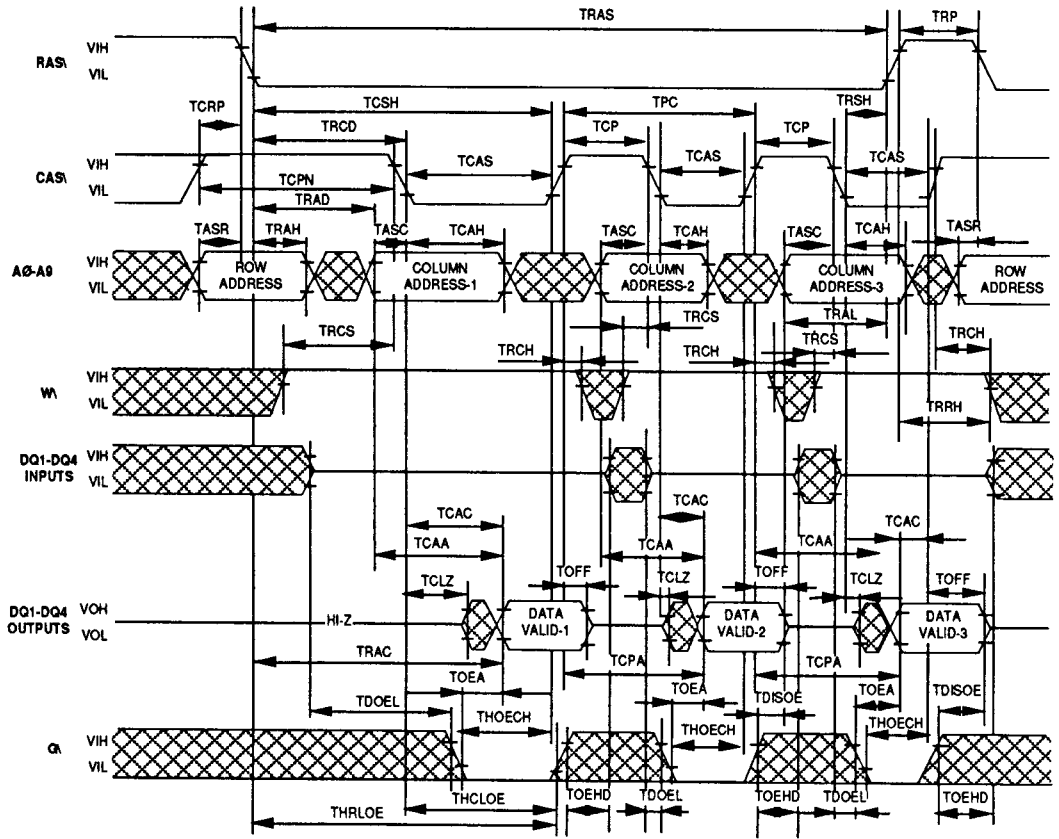 TRAS
TRP
RAS\
VIH
VIL
TCSH
TPC
TCRP
TRCD
TCP
TCP
TRSH
CAS\
VIH
VIL
TCAS
TCAS
TCAS
TCPN
TRAD
TASR
TRAH
TASC
TCAH
TASC
TCAH
TASC
TCAH
TASR
AØ-A9
VIH
VIL
ROW
ADDRESS
COLUMN
ADDRESS-1
COLUMN
ADDRESS-2
COLUMN
ADDRESS-3
ROW
ADDRESS
TRCS
TRCS
TRAL
TRCS
TRCH
TRCH
TRCH
W\
VIH
VIL
TRRH
DQ1-DQ4
INPUTS
VIH
VIL
TCAC
TCAC
TCAC
TCAA
TCAA
TCAA
TCLZ
TOFF
TCLZ
TOFF
TCLZ
TOFF
DQ1-DQ4
OUTPUTS
VOH
VOL
HI-Z
DATA
VALID-1
DATA
VALID-2
DATA
VALID-3
TRAC
TCPA
TCPA
TOEA
TOEA
TDISOE
TOEA
TDISOE
TDOEL
THOECH
THOECH
THOECH
G\
VIH
VIL
THCLOE
TOEHD
TDOEL
TOEHD
TDOEL
TOEHD
THRLOE